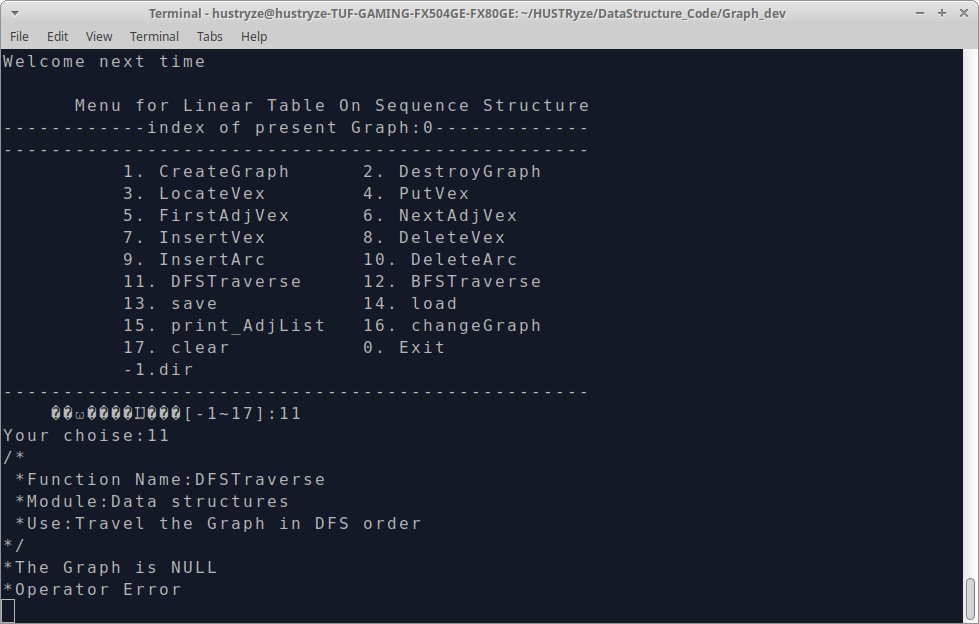 Terminal - hustryze@hustryze-TUF-GAMING-FX504GE-FX80GE: ~/HUSTRyze/DataStructure_Code/Graph_dev
File Edit View Terminal Tabs Help
Welcome next time
Menu for Linear Table On Sequence Structure
------------index of present Graph:0-------------
-------------------------------------------------
1. CreateGraph 2. DestroyGraph
3. LocateVex 4. PutVex
5. FirstAdjVex 6. NextAdjVex
7. InsertVex 8. DeleteVex
9. InsertArc 10. DeleteArc
11. DFSTraverse 12. BFSTraverse
13. save 14. load
15. print_AdjList 16. changeGraph
17. clear 0. Exit
-1.dir
-------------------------------------------------
[-1~17]:11
Your choise:11
/*
*Function Name:DFSTraverse
*Module:Data structures
*Use:Travel the Graph in DFS order
*/
*The Graph is NULL
*Operator Error